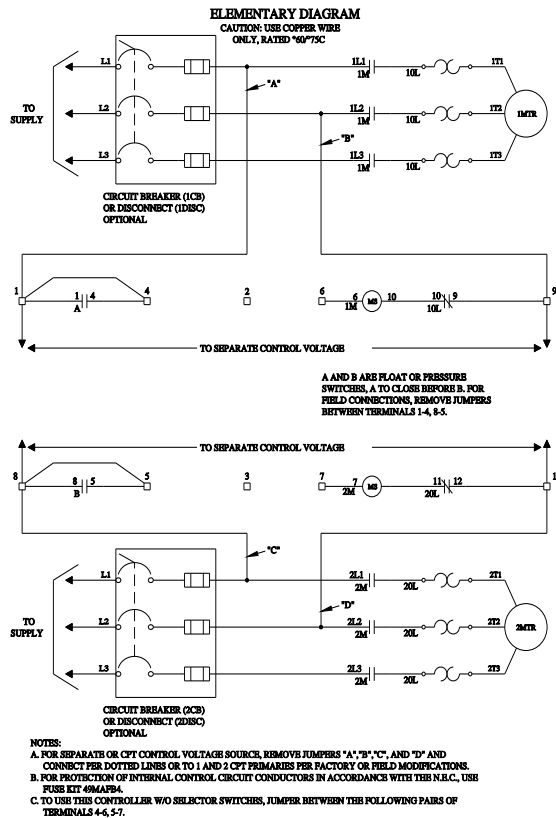 ELEMENTARY DIAGRAM
CAUTION: USE COPPER WIRE
ONLY, RATED °60/°75C
L1
1L1
1M
10L
1T1
"A"
TO
SUPPLY
L2
1L2
1M
10L
1T2
1MTR
"B"
L3
1L3
1M
10L
1T3
CIRCUIT BREAKER (1CB)
OR DISCONNECT (1DISC)
OPTIONAL
1
1
4
A
4
2
6
6
1M
MS
10
10
9
10L
9
TO SEPARATE CONTROL VOLTAGE
A AND B ARE FLOAT OR PRESSURE
SWITCHES, A TO CLOSE BEFORE B. FOR
FIELD CONNECTIONS, REMOVE JUMPERS
BETWEEN TERMINALS 1-4, 8-5.
TO SEPARATE CONTROL VOLTAGE
8
8
5
B
5
3
7
7
2M
MS
11
12
20L
1
"C"
L1
2L1
2M
20L
2T1
"D"
TO
SUPPLY
L2
2L2
2M
20L
2T2
2MTR
L3
2L3
2M
20L
2T3
CIRCUIT BREAKER (2CB)
OR DISCONNECT (2DISC)
OPTIONAL
NOTES:
A. FOR SEPARATE OR CPT CONTROL VOLTAGE SOURCE, REMOVE JUMPERS "A","B","C", AND "D" AND
CONNECT PER DOTTED LINES OR TO 1 AND 2 CPT PRIMARIES PER FACTORY OR FIELD MODIFICATIONS.
B. FOR PROTECTION OF INTERNAL CONTROL CIRCUIT CONDUCTORS IN ACCORDANCE WITH THE N.E.C., USE
FUSE KIT 49MAFB4.
C. TO USE THIS CONTROLLER W/O SELECTOR SWITCHES, JUMPER BETWEEN THE FOLLOWING PAIRS OF
TERMINALS 4-6, 5-7.